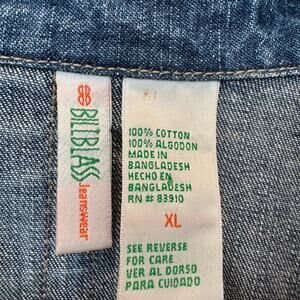 BILLBLASS
Jeanswear
100% COTTON
100% ALGODON
MADE IN
BANGLADESH
HECHO EN
BANGLADESH
RN # 83910
XL
SEE REVERSE
FOR CARE
VER AL DORSO
PARA CUIDADO